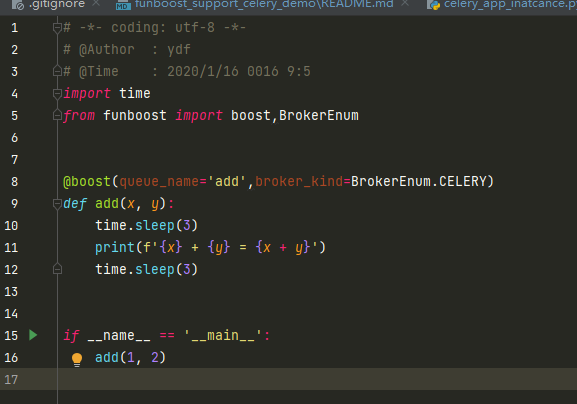 .gitignore × funboost_support_celery_demo\README.md × celery_app_inatcance.p
1 # -*- coding: utf-8 -*-
2 # @Author  : ydf
3 # @Time    : 2020/1/16 0016 9:5
4 import time
5 from funboost import boost,BrokerEnum
6
7
8 @boost(queue_name='add',broker_kind=BrokerEnum.CELERY)
9 def add(x, y):
10     time.sleep(3)
11     print(f'{x} + {y} = {x + y}')
12     time.sleep(3)
13
14
15 if __name__ == '__main__':
16     add(1, 2)
17